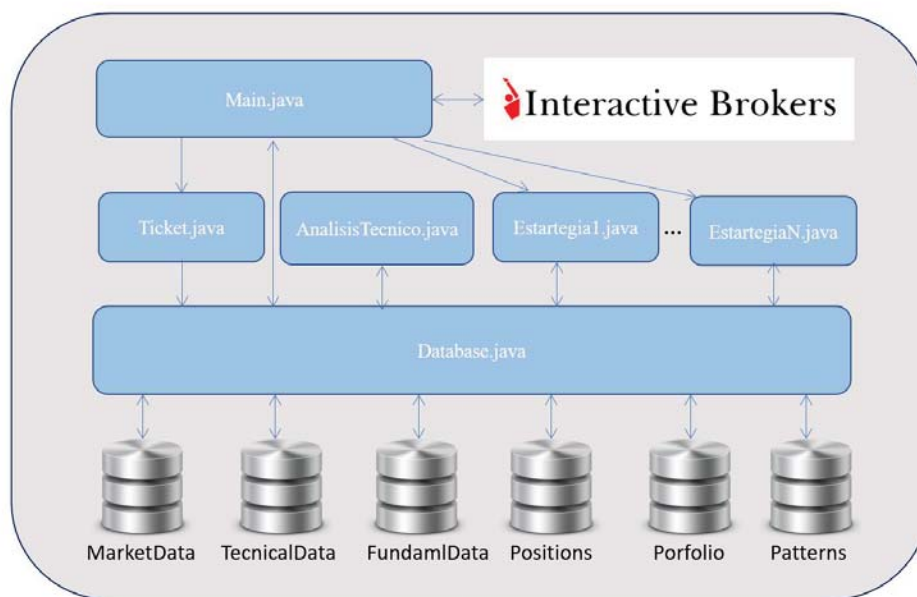 Main.java
Interactive Brokers
Ticket.java
AnalisisTecnico.java
Estartegia1.java
...
EstartegiaN.java
Database.java
MarketData
TecnicalData
FundamlData
Positions
Porfolio
Patterns